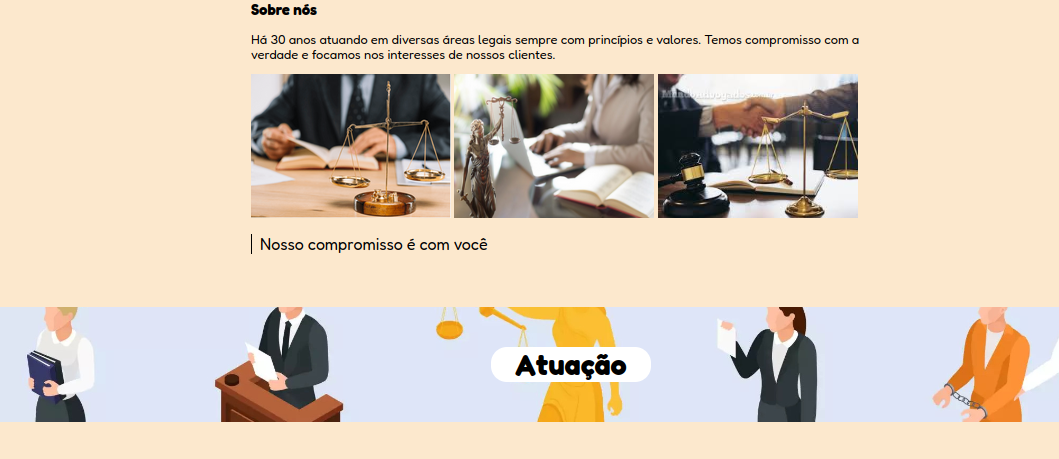 Sobre nós
Há 30 anos atuando em diversas áreas legais sempre com princípios e valores. Temos compromisso com a
verdade e focamos nos interesses de nossos clientes.
Nosso compromisso é com você
Atuação